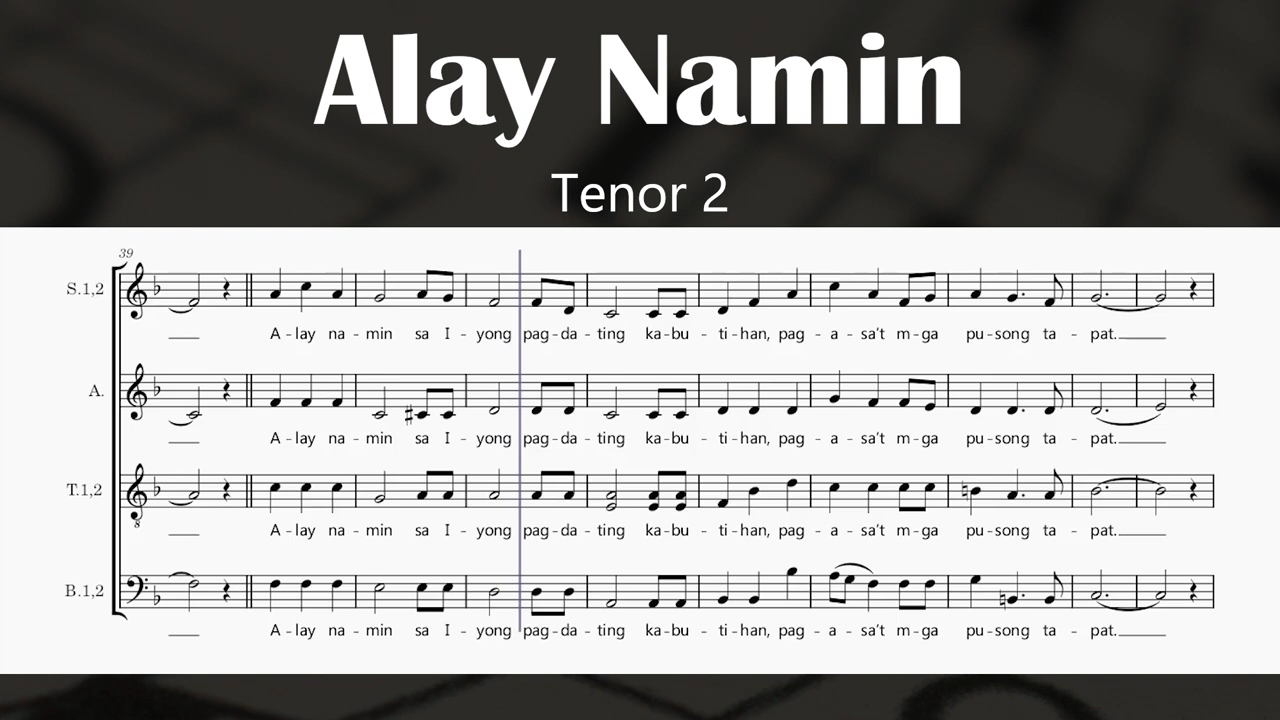 Alay Namin
Tenor 2
39
S.1,2
A - lay na - min sa I - yong pag - da - ting ka - bu - ti - han, pag - a - sa't m - ga pu - song ta - pat.
A.
A - lay na - min sa I - yong pag - da - ting ka - bu - ti - han, pag - a - sa't m - ga pu - song ta - pat.
T.1,2
8
A - lay na - min sa I - yong pag - da - ting ka - bu - ti - han, pag - a - sa't m - ga pu - song ta - pat.
B.1,2
A - lay na - min sa I - yong pag - da - ting ka - bu - ti - han, pag - a - sa't m - ga pu - song ta - pat.